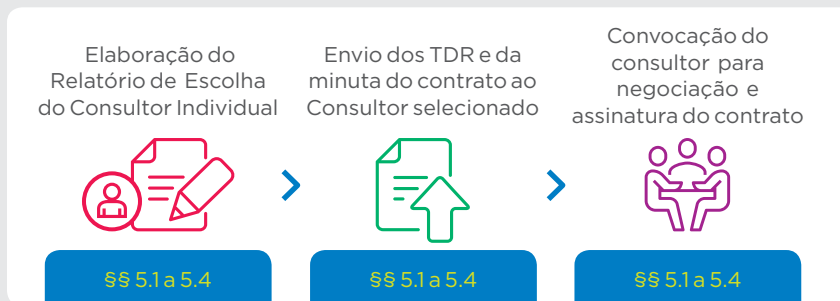 Elaboração do
Relatório de Escolha
do Consultor Individual
§§ 5.1 a 5.4
Envio dos TDR e da
minuta do contrato ao
Consultor selecionado
§§ 5.1 a 5.4
Convocação do
consultor para
negociação e
assinatura do contrato
§§ 5.1 a 5.4